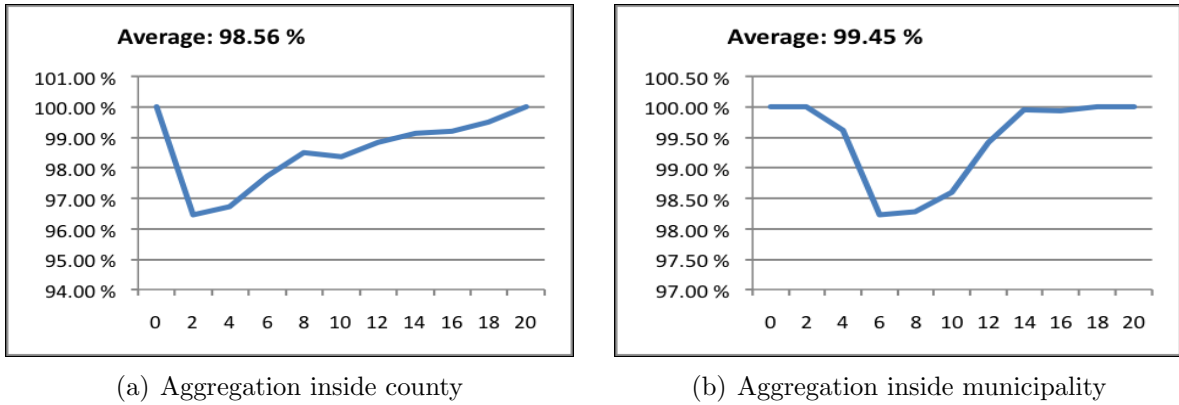 Average: 98.56 %
101.00 %
100.00 %
99.00 %
98.00 %
97.00 %
96.00 %
95.00 %
94.00 %
0 2 4 6 8 10 12 14 16 18 20
(a) Aggregation inside county
Average: 99.45 %
100.50 %
100.00 %
99.50 %
99.00 %
98.50 %
98.00 %
97.50 %
97.00 %
0 2 4 6 8 10 12 14 16 18 20
(b) Aggregation inside municipality